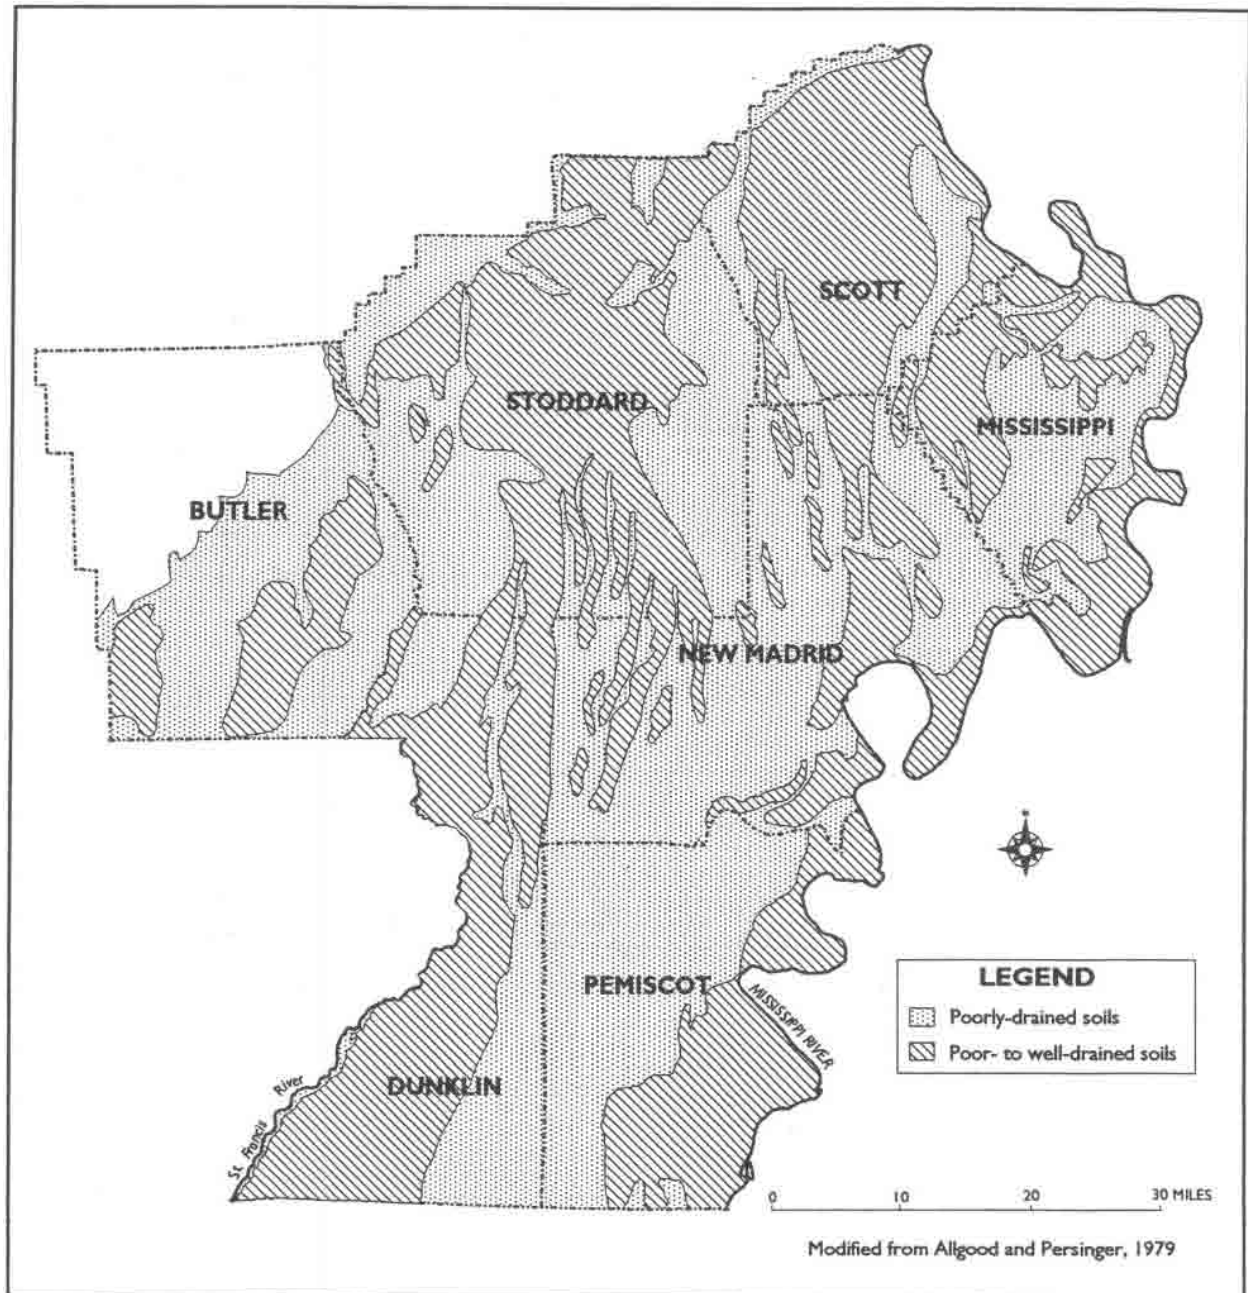 SCOTT
STODDARD
MISSISSIPPI
BUTLER
NEW MADRID
PEMISCOT
MISSISSIPPI RIVER
DUNKLIN
St. Francis River
LEGEND
Poorly-drained soils
Poor- to well-drained soils
0 10 20 30 MILES
Modified from Allgood and Persinger, 1979